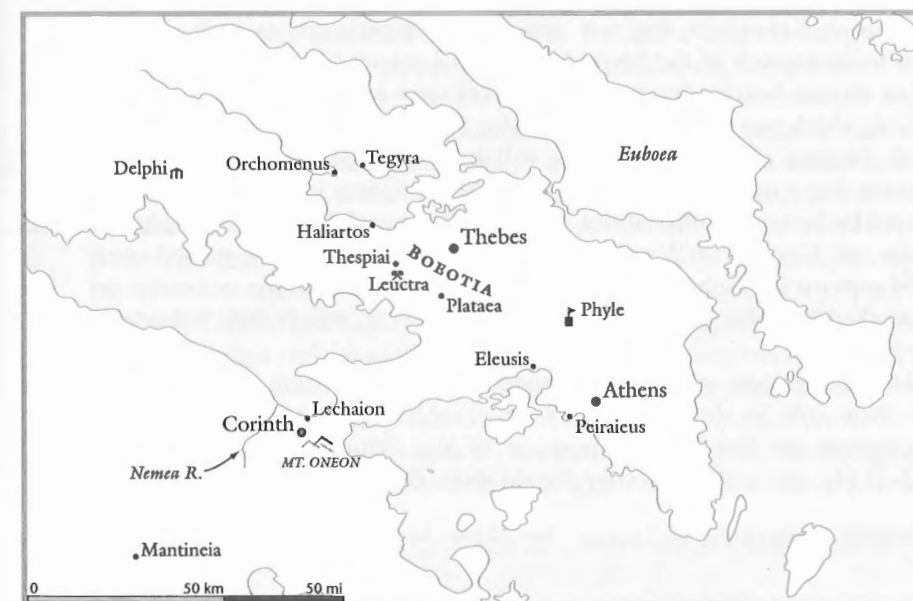 Euboea
Delphi
Orchomenus
Tegyra
Haliartos
Thebes
Thespiai
BOEOTIA
Leuctra
Plataea
Phyle
Eleusis
Athens
Lechaion
Corinth
Peiraieus
MT. ONEON
Nemea R.
Mantineia
0 50 km 50 mi